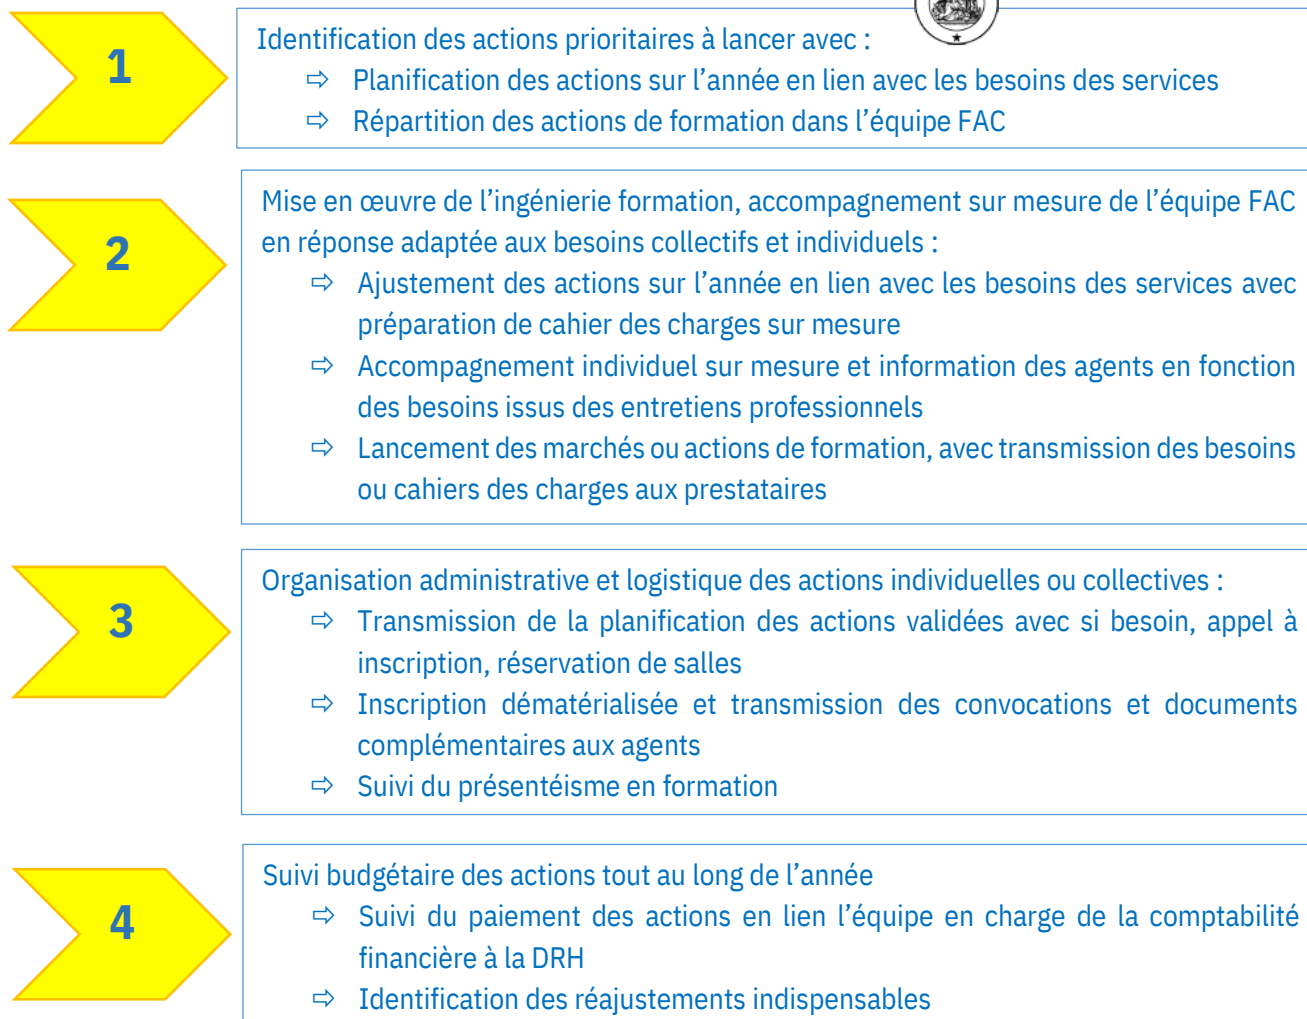 1
Identification des actions prioritaires à lancer avec :
⇨ Planification des actions sur l’année en lien avec les besoins des services
⇨ Répartition des actions de formation dans l’équipe FAC
2
Mise en œuvre de l’ingénierie formation, accompagnement sur mesure de l’équipe FAC
en réponse adaptée aux besoins collectifs et individuels :
⇨ Ajustement des actions sur l’année en lien avec les besoins des services avec
préparation de cahier des charges sur mesure
⇨ Accompagnement individuel sur mesure et information des agents en fonction
des besoins issus des entretiens professionnels
⇨ Lancement des marchés ou actions de formation, avec transmission des besoins
ou cahiers des charges aux prestataires
3
Organisation administrative et logistique des actions individuelles ou collectives :
⇨ Transmission de la planification des actions validées avec si besoin, appel à
inscription, réservation de salles
⇨ Inscription dématérialisée et transmission des convocations et documents
complémentaires aux agents
⇨ Suivi du présentéisme en formation
4
Suivi budgétaire des actions tout au long de l’année
⇨ Suivi du paiement des actions en lien l’équipe en charge de la comptabilité
financière à la DRH
⇨ Identification des réajustements indispensables